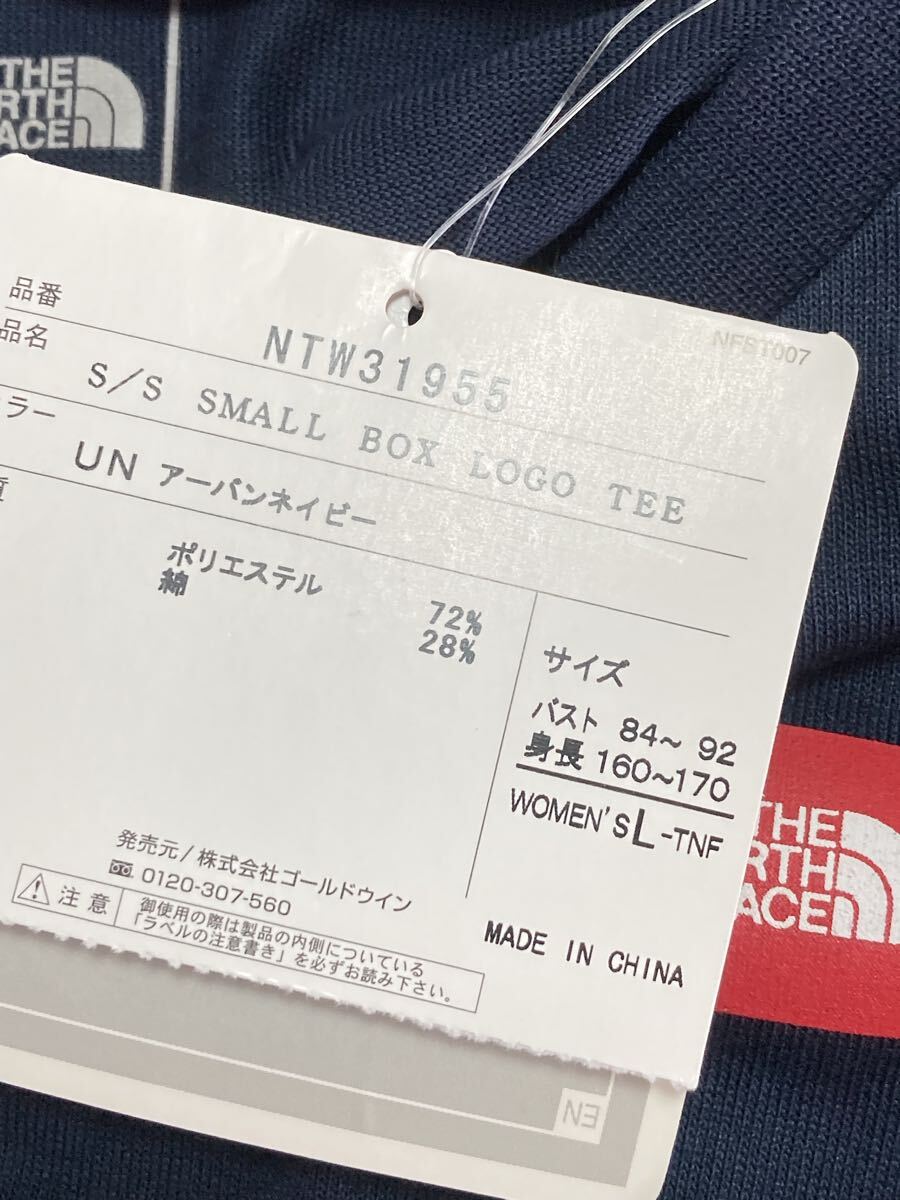 THE
RTH
ACE
NFBT007
品番
NTW31955
品名
S/S SMALL BOX LOGO TEE
ラー
UN アーバンネイビー
質
ポリエステル 72%
綿 28%
サイズ
バスト 84~ 92
身長 160~170
WOMEN'S L-TNF
発売元/株式会社ゴールドウイン
0120-307-560
注意
御使用の際は製品の内側についている
「ラベルの注意書き」を必ずお読み下さい。
MADE IN CHINA
EN
THE
RTH
ACE